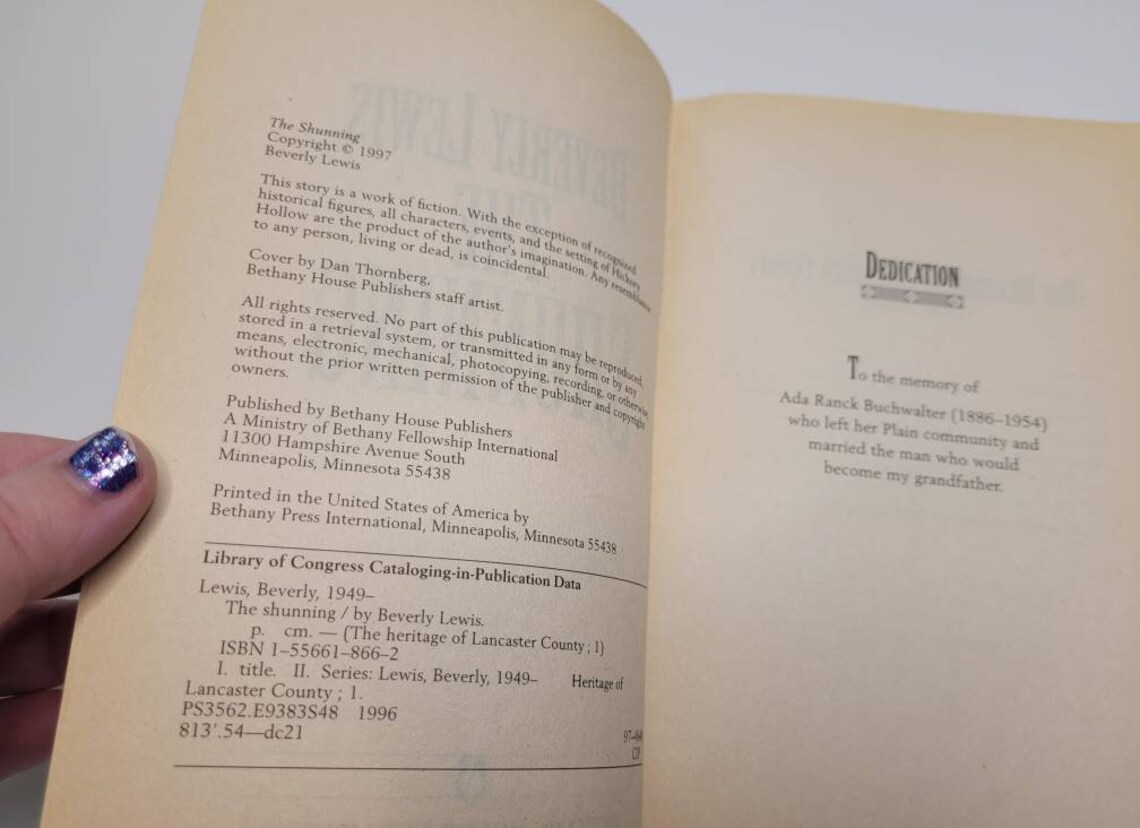 The Shunning
Copyright © 1997
Beverly Lewis
This story is a work of fiction. With the exception of recognized
historical figures, all characters, events, and the setting of Hickory
Hollow are the product of the author's imagination. Any resemblance
to any person, living or dead, is coincidental.
Cover by Dan Thornberg,
Bethany House Publishers staff artist.
All rights reserved. No part of this publication may be reproduced,
stored in a retrieval system, or transmitted in any form or by any
means, electronic, mechanical, photocopying, recording, or otherwise,
without the prior written permission of the publisher and copyright
owners.
Published by Bethany House Publishers
A Ministry of Bethany Fellowship International
11300 Hampshire Avenue South
Minneapolis, Minnesota 55438
Printed in the United States of America by
Bethany Press International, Minneapolis, Minnesota 55438
Library of Congress Cataloging-in-Publication Data
Lewis, Beverly, 1949–
The shunning / by Beverly Lewis.
p. cm. — (The heritage of Lancaster County ; 1)
ISBN 1–55661–866–2
I. title. II. Series: Lewis, Beverly, 1949– Heritage of
Lancaster County ; 1.
PS3562.E9383S48 1996
813'.54—dc21
CIP
DEDICATION
To the memory of
Ada Ranck Buchwalter (1886–1954)
who left her Plain community and
married the man who would
become my grandfather.